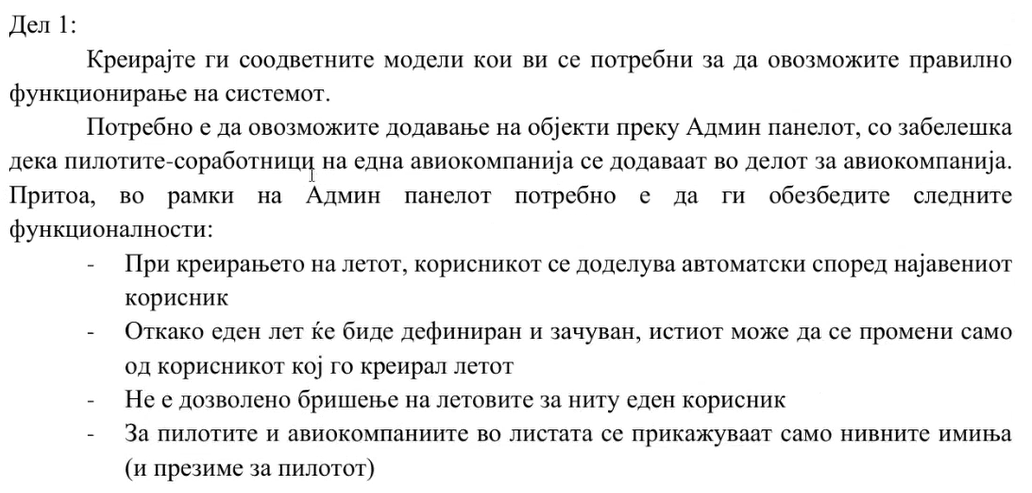 Дел 1:
Креирајте ги соодветните модели кои ви се потребни за да овозможите правилно
функционирање на системот.
Потребно е да овозможите додавање на објекти преку Админ панелот, со забелешка
дека пилотите-соработници на една авиокомпанија се додаваат во делот за авиокомпанија.
Притоа, во рамки на Админ панелот потребно е да ги обезбедите следните
функционалности:
- При креирањето на летот, корисникот се доделува автоматски според најавениот
корисник
- Откако еден лет ќе биде дефиниран и зачуван, истиот може да се промени само
од корисникот кој го креирал летот
- Не е дозволено бришење на летовите за ниту еден корисник
- За пилотите и авиокомпаниите во листата се прикажуваат само нивните имиња
(и презиме за пилотот)